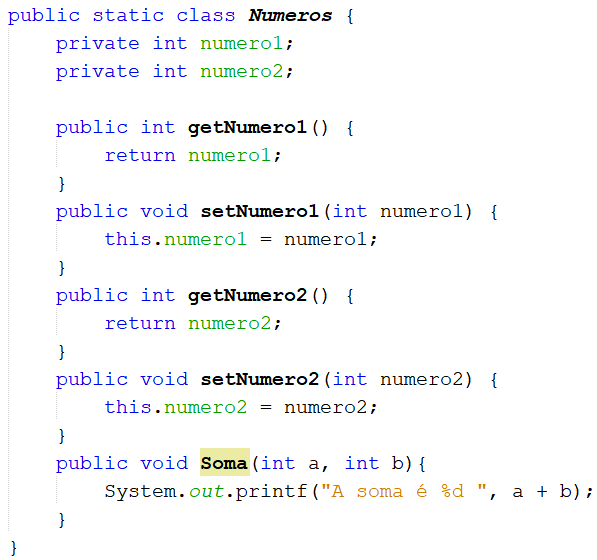 public static class Numeros {
    private int numero1;
    private int numero2;

    public int getNumero1() {
        return numero1;
    }
    public void setNumero1(int numero1) {
        this.numero1 = numero1;
    }
    public int getNumero2() {
        return numero2;
    }
    public void setNumero2(int numero2) {
        this.numero2 = numero2;
    }
    public void Soma(int a, int b){
        System.out.printf("A soma é %d ", a + b);
    }
}